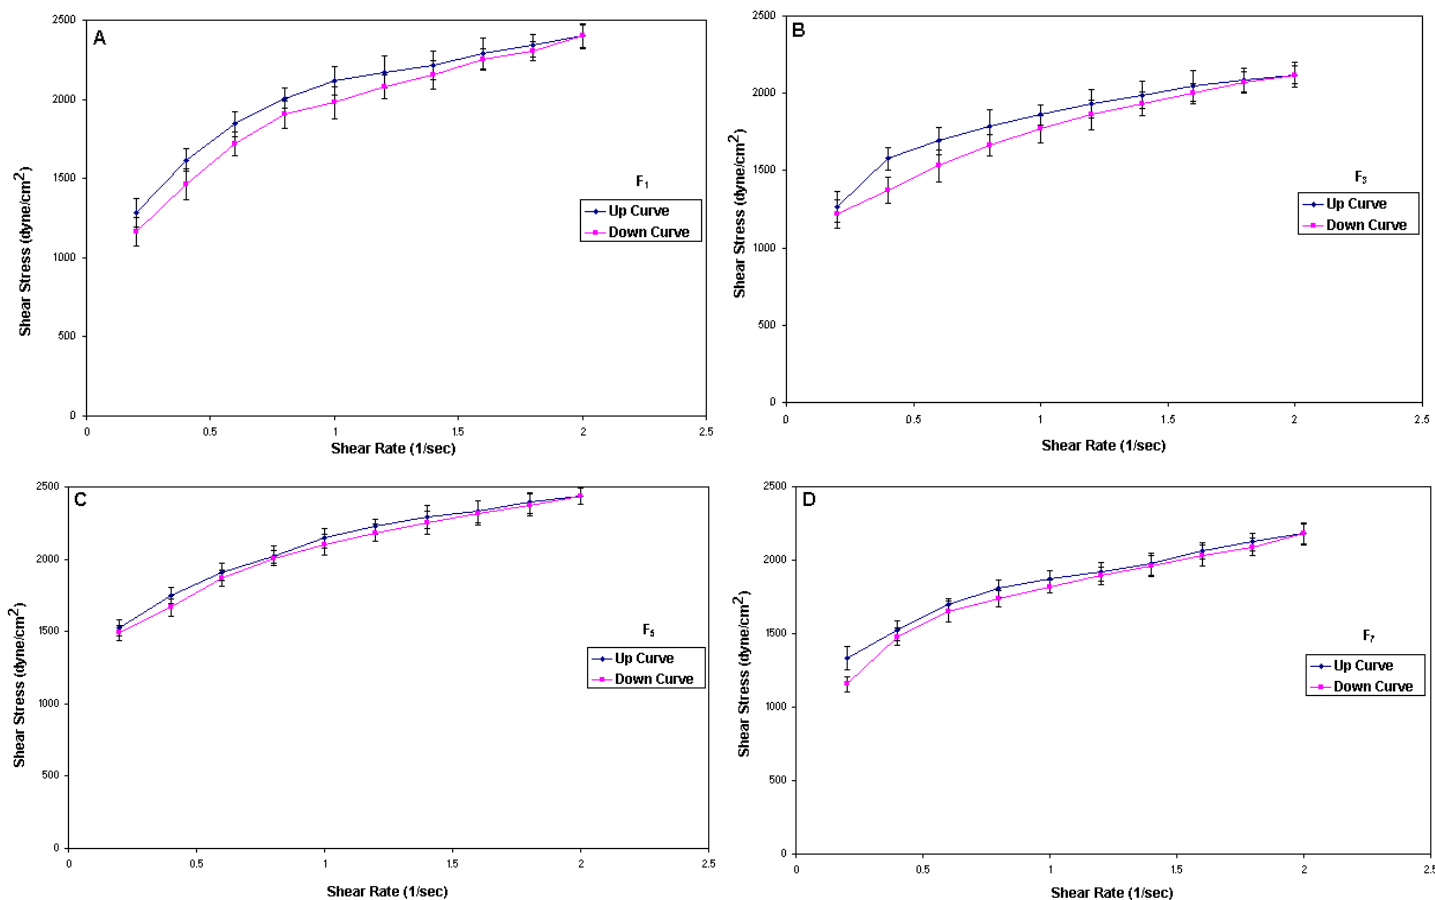 A
2500
2000
1500
1000
500
0
0
0.5
1
1.5
2
2.5
Shear Stress (dyne/cm2)
Shear Rate (1/sec)
F1
Up Curve
Down Curve
B
2500
2000
1500
1000
500
0
0
0.5
1
1.5
2
2.5
Shear Stress (dyne/cm2)
Shear Rate (1/sec)
F3
Up Curve
Down Curve
C
2500
2000
1500
1000
500
0
0
0.5
1
1.5
2
2.5
Shear Stress (dyne/cm2)
Shear Rate (1/sec)
F5
Up Curve
Down Curve
D
2500
2000
1500
1000
500
0
0
0.5
1
1.5
2
2.5
Shear Stress (dyne/cm2)
Shear Rate (1/sec)
F7
Up Curve
Down Curve